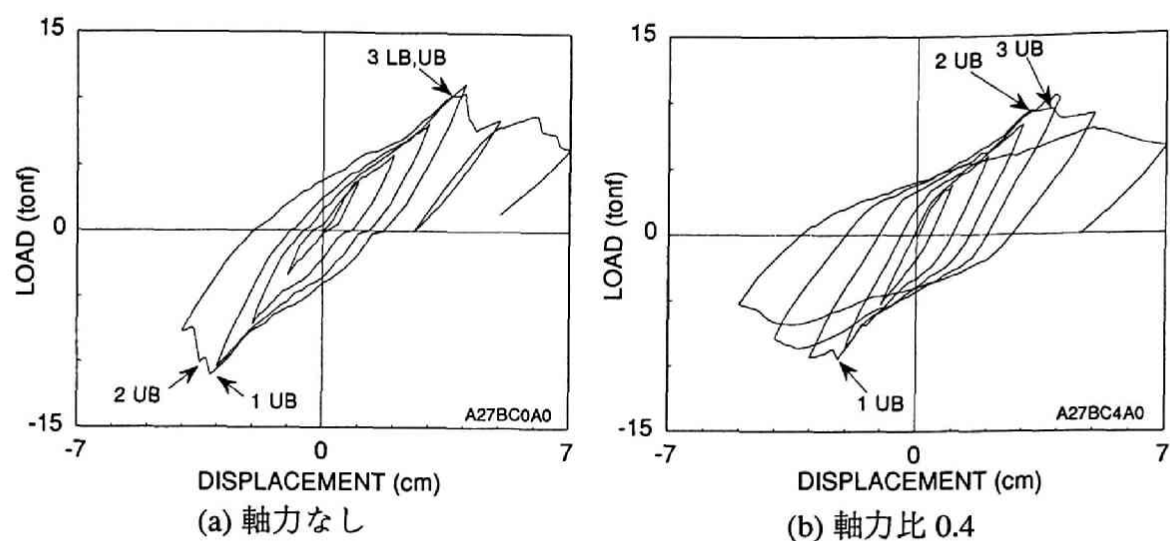 15
3 LB,UB
LOAD (tonf)
0
2 UB
1 UB
A27BC0A0
-15
-7
0
7
DISPLACEMENT (cm)
(a) 軸力なし
15
2 UB
3 UB
LOAD (tonf)
0
1 UB
A27BC4A0
-15
-7
0
7
DISPLACEMENT (cm)
(b) 軸力比 0.4